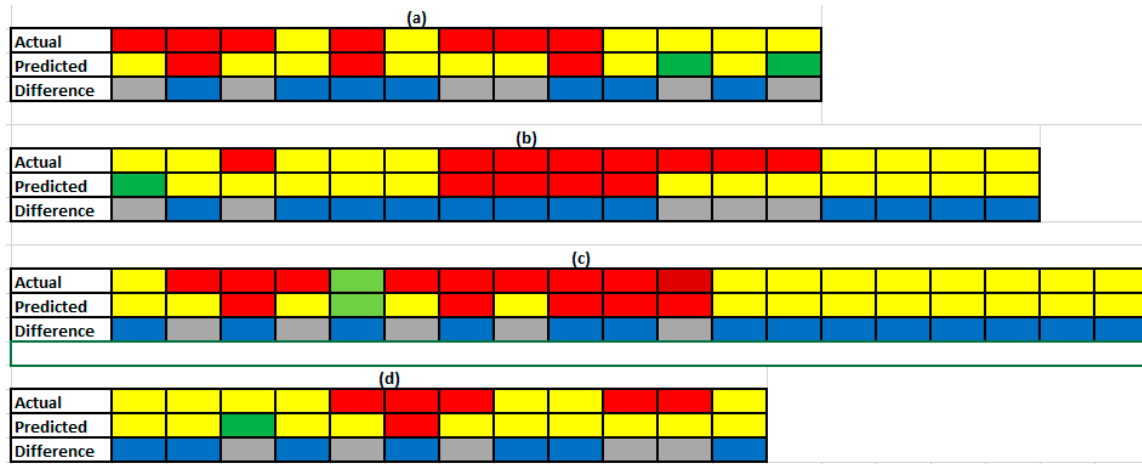 (a)
Actual
Predicted
Difference
(b)
Actual
Predicted
Difference
(c)
Actual
Predicted
Difference
(d)
Actual
Predicted
Difference